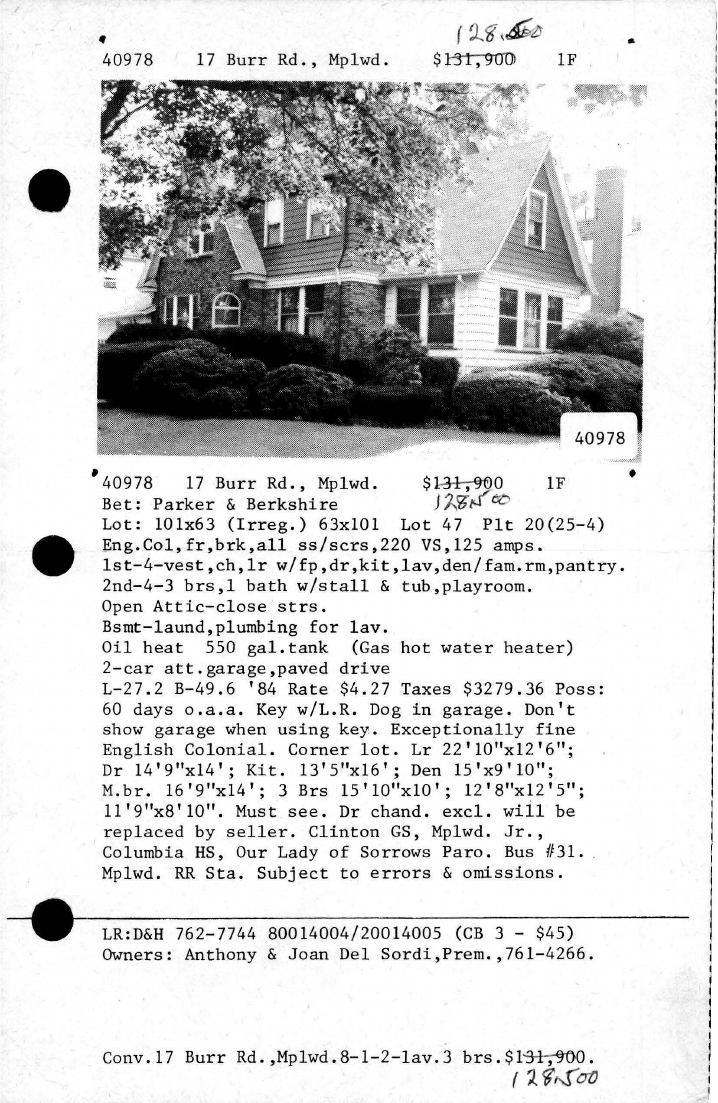 128,500
40978 17 Burr Rd., Mplwd. $131,900 1F
40978
40978 17 Burr Rd., Mplwd. $131,900 1F
128,500
Bet: Parker & Berkshire
Lot: 101x63 (Irreg.) 63x101 Lot 47 Plt 20(25-4)
Eng.Col,fr,brk,all ss/scrs,220 VS,125 amps.
1st-4-vest,ch,lr w/fp,dr,kit,lav,den/fam.rm,pantry.
2nd-4-3 brs,1 bath w/stall & tub,playroom.
Open Attic-close strs.
Bsmt-laund,plumbing for lav.
Oil heat 550 gal.tank (Gas hot water heater)
2-car att.garage,paved drive
L-27.2 B-49.6 '84 Rate $4.27 Taxes $3279.36 Poss:
60 days o.a.a. Key w/L.R. Dog in garage. Don't
show garage when using key. Exceptionally fine
English Colonial. Corner lot. Lr 22'10"x12'6";
Dr 14'9"x14'; Kit. 13'5"x16'; Den 15'x9'10";
M.br. 16'9"x14'; 3 Brs 15'10"x10'; 12'8"x12'5";
11'9"x8'10". Must see. Dr chand. excl. will be
replaced by seller. Clinton GS, Mplwd. Jr.,
Columbia HS, Our Lady of Sorrows Paro. Bus #31.
Mplwd. RR Sta. Subject to errors & omissions.
LR:D&H 762-7744 80014004/20014005 (CB 3 - $45)
Owners: Anthony & Joan Del Sordi,Prem.,761-4266.
Conv.17 Burr Rd.,Mplwd.8-1-2-lav.3 brs.$131,900.
128,500